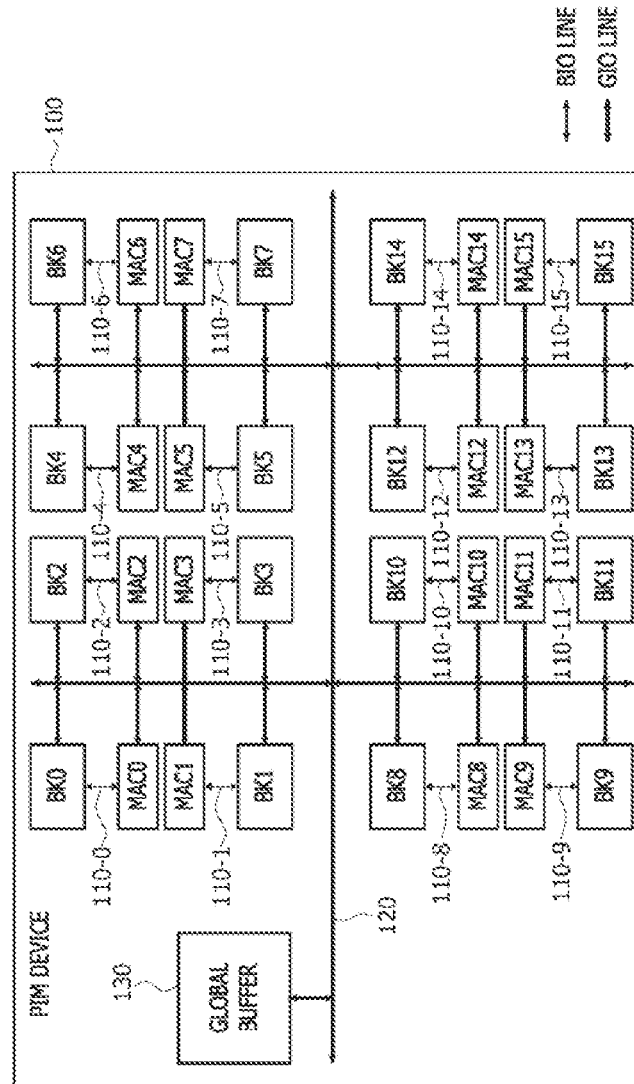 100
PIM DEVICE
130
GLOBAL
BUFFER
120
BK0
BK2
BK4
BK6
110-0
110-2
110-4
110-6
MAC0
MAC2
MAC4
MAC6
MAC1
MAC3
MAC5
MAC7
110-1
110-3
110-5
110-7
BK1
BK3
BK5
BK7
BK8
BK10
BK12
BK14
110-8
110-10
110-12
110-14
MAC8
MAC10
MAC12
MAC14
MAC9
MAC11
MAC13
MAC15
110-9
110-11
110-13
110-15
BK9
BK11
BK13
BK15
BIO LINE
GIO LINE